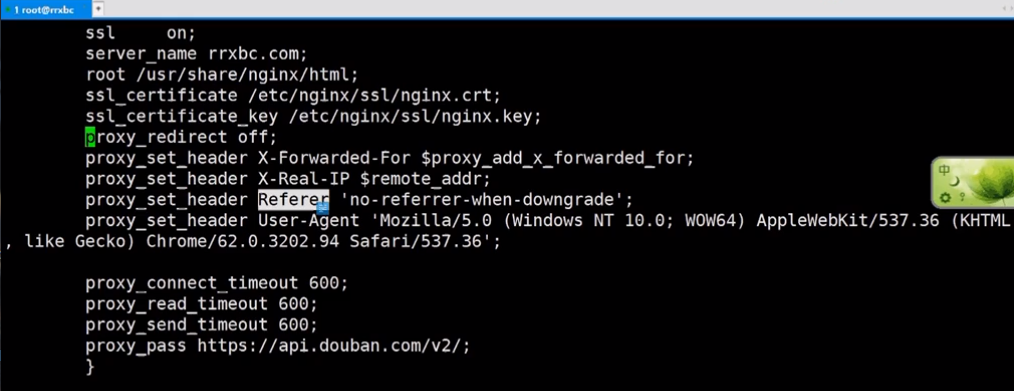 1 root@rrxbc +
ssl on;
server_name rrxbc.com;
root /usr/share/nginx/html;
ssl_certificate /etc/nginx/ssl/nginx.crt;
ssl_certificate_key /etc/nginx/ssl/nginx.key;
proxy_redirect off;
proxy_set_header X-Forwarded-For $proxy_add_x_forwarded_for;
proxy_set_header X-Real-IP $remote_addr;
proxy_set_header Referer 'no-referrer-when-downgrade';
proxy_set_header User-Agent 'Mozilla/5.0 (Windows NT 10.0; WOW64) AppleWebKit/537.36 (KHTML
, like Gecko) Chrome/62.0.3202.94 Safari/537.36';
proxy_connect_timeout 600;
proxy_read_timeout 600;
proxy_send_timeout 600;
proxy_pass https://api.douban.com/v2/;
}
中